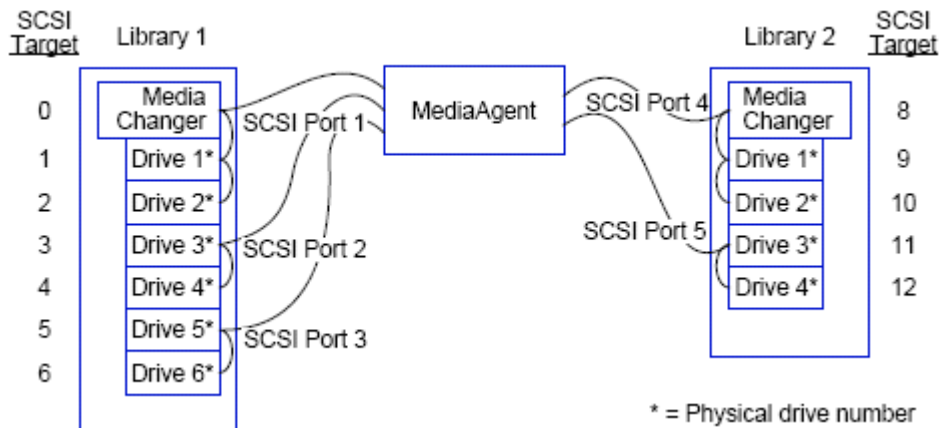 SCSI
Target
Library 1
Library 2
SCSI
Target
MediaAgent
0
Media
Changer
SCSI Port 1
SCSI Port 4
Media
Changer
8
1
Drive 1*
Drive 1*
9
2
Drive 2*
Drive 2*
10
3
Drive 3*
SCSI Port 2
SCSI Port 5
Drive 3*
11
4
Drive 4*
Drive 4*
12
5
Drive 5*
SCSI Port 3
6
Drive 6*
* = Physical drive number